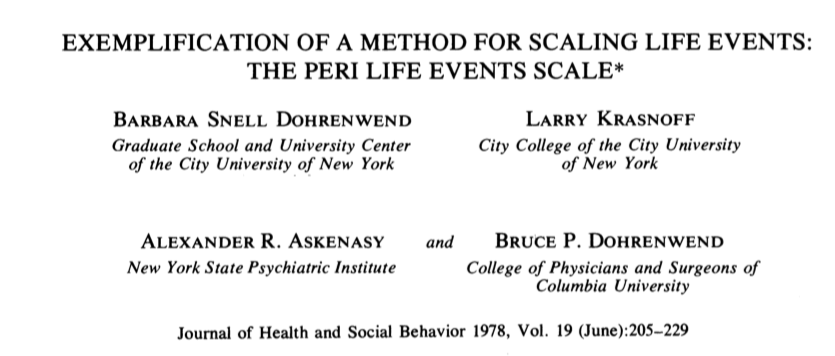 EXEMPLIFICATION OF A METHOD FOR SCALING LIFE EVENTS:
THE PERI LIFE EVENTS SCALE*
BARBARA SNELL DOHRENWEND
Graduate School and University Center
of the City University of New York
LARRY KRASNOFF
City College of the City University
of New York
ALEXANDER R. ASKENASY
New York State Psychiatric Institute
and
BRUCE P. DOHRENWEND
College of Physicians and Surgeons of
Columbia University
Journal of Health and Social Behavior 1978, Vol. 19 (June):205–229